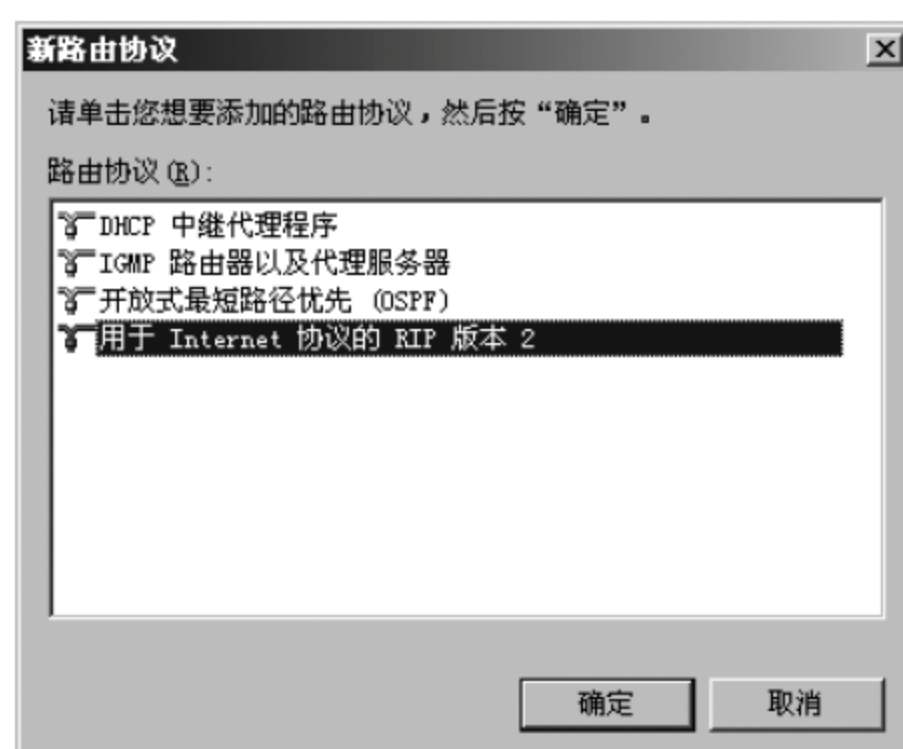 新路由协议
请单击您想要添加的路由协议，然后按“确定”。
路由协议(R):
DHCP 中继代理程序
IGMP 路由器以及代理服务器
开放式最短路径优先 (OSPF)
用于 Internet 协议的 RIP 版本 2
确定 取消